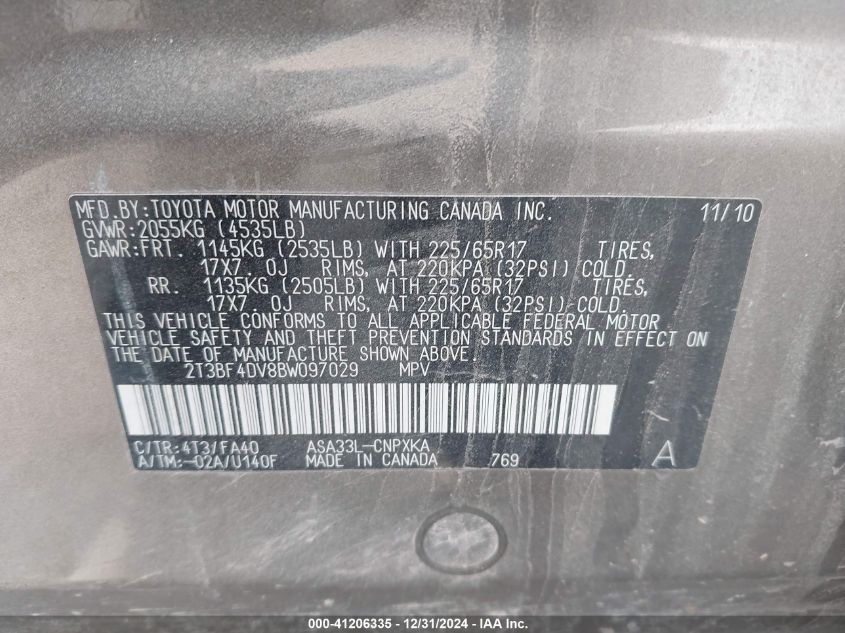 MFD.BY:TOYOTA MOTOR MANUFACTURING CANADA INC. 11/10
GVWR:2055KG (4535LB)
GAWR:FRT. 1145KG (2535LB) WITH 225/65R17 TIRES,
17X7. 0J RIMS, AT 220KPA (32PSI) COLD.
RR. 1135KG (2505LB) WITH 225/65R17 TIRES,
17X7. 0J RIMS, AT 220KPA (32PSI) COLD.
THIS VEHICLE CONFORMS TO ALL APPLICABLE FEDERAL MOTOR
VEHICLE SAFETY AND THEFT PREVENTION STANDARDS IN EFFECT ON
THE DATE OF MANUFACTURE SHOWN ABOVE.
2T3BF4DV8BW097029 MPV
C/TR:4T3/FA40 ASA33L-CNPXKA
A/TM:-02A/U140F MADE IN CANADA 769 A
000-41206335 - 12/31/2024 - IAA Inc.